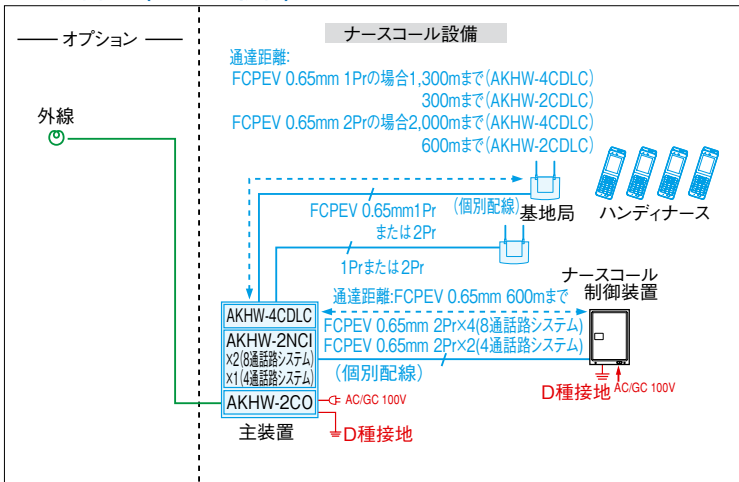 オプション
ナースコール設備
通達距離:
FCPEV 0.65mm 1Prの場合1,300mまで(AKHW-4CDLC)
300mまで(AKHW-2CDLC)
FCPEV 0.65mm 2Prの場合2,000mまで(AKHW-4CDLC)
600mまで(AKHW-2CDLC)
外線
FCPEV 0.65mm1Pr
または2Pr
(個別配線)
基地局
ハンディナース
1Prまたは2Pr
ナースコール
制御装置
通達距離:FCPEV 0.65mm 600mまで
AKHW-4CDLC
AKHW-2NCI
×2(8通話路システム)
×1(4通話路システム)
AKHW-2CO
FCPEV 0.65mm 2Pr×4(8通話路システム)
FCPEV 0.65mm 2Pr×2(4通話路システム)
(個別配線)
AC/GC 100V
D種接地
主装置
D種接地
AC/GC 100V